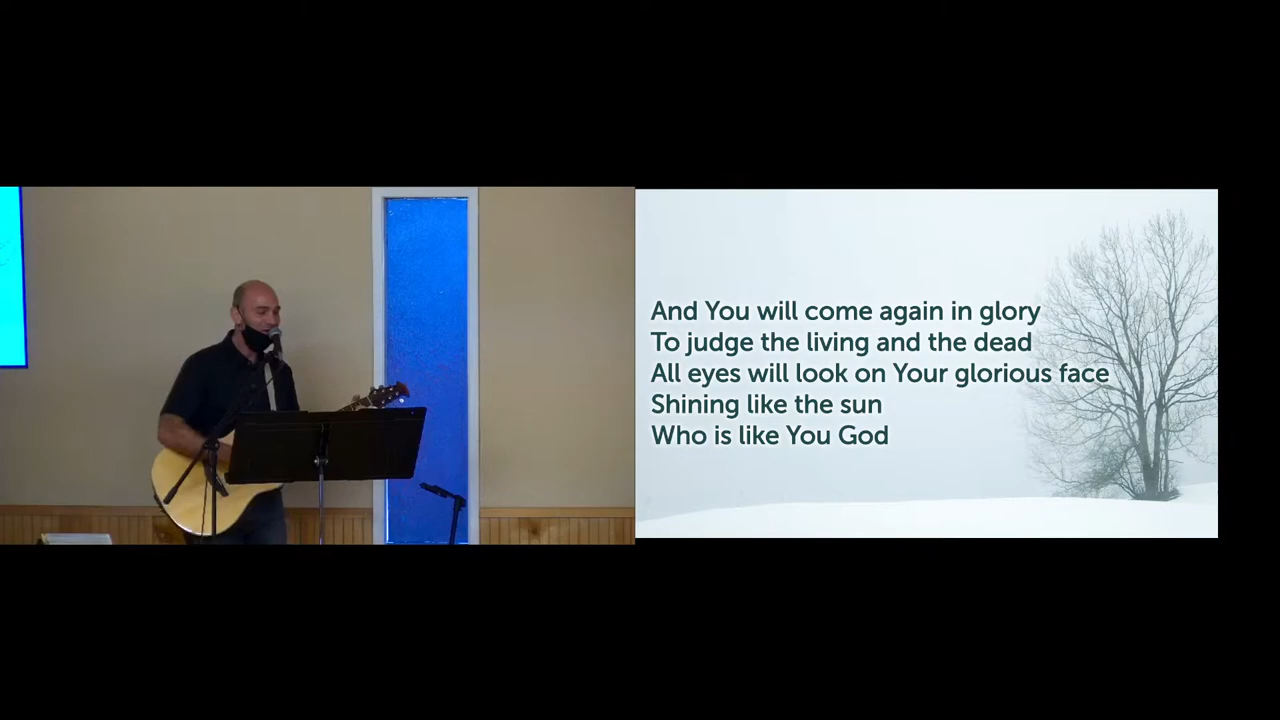 And You will come again in glory
To judge the living and the dead
All eyes will look on Your glorious face
Shining like the sun
Who is like You God